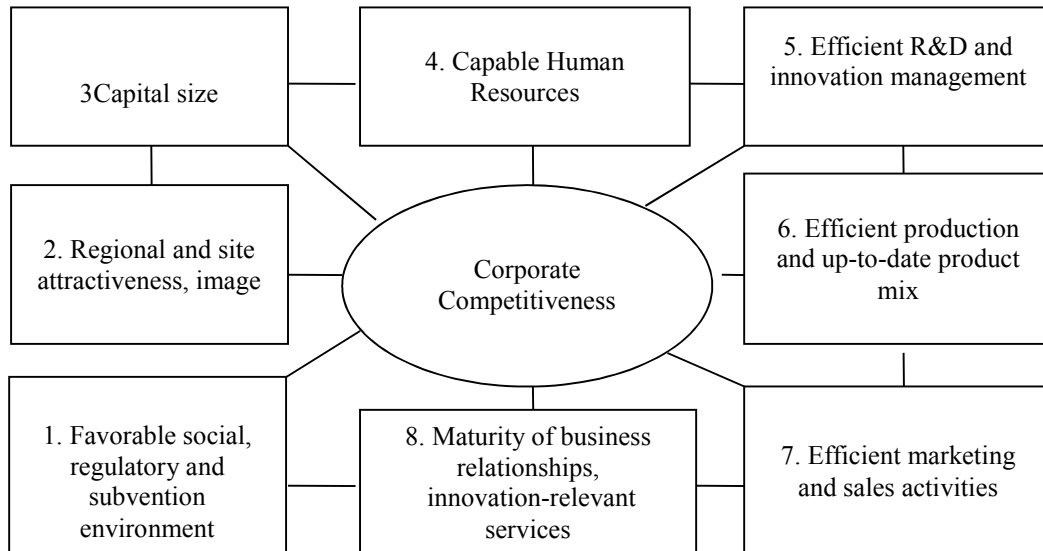 3Capital size
4. Capable Human
Resources
5. Efficient R&D and
innovation management
2. Regional and site
attractiveness, image
Corporate
Competitiveness
6. Efficient production
and up-to-date product
mix
1. Favorable social,
regulatory and
subvention
environment
8. Maturity of business
relationships,
innovation-relevant
services
7. Efficient marketing
and sales activities